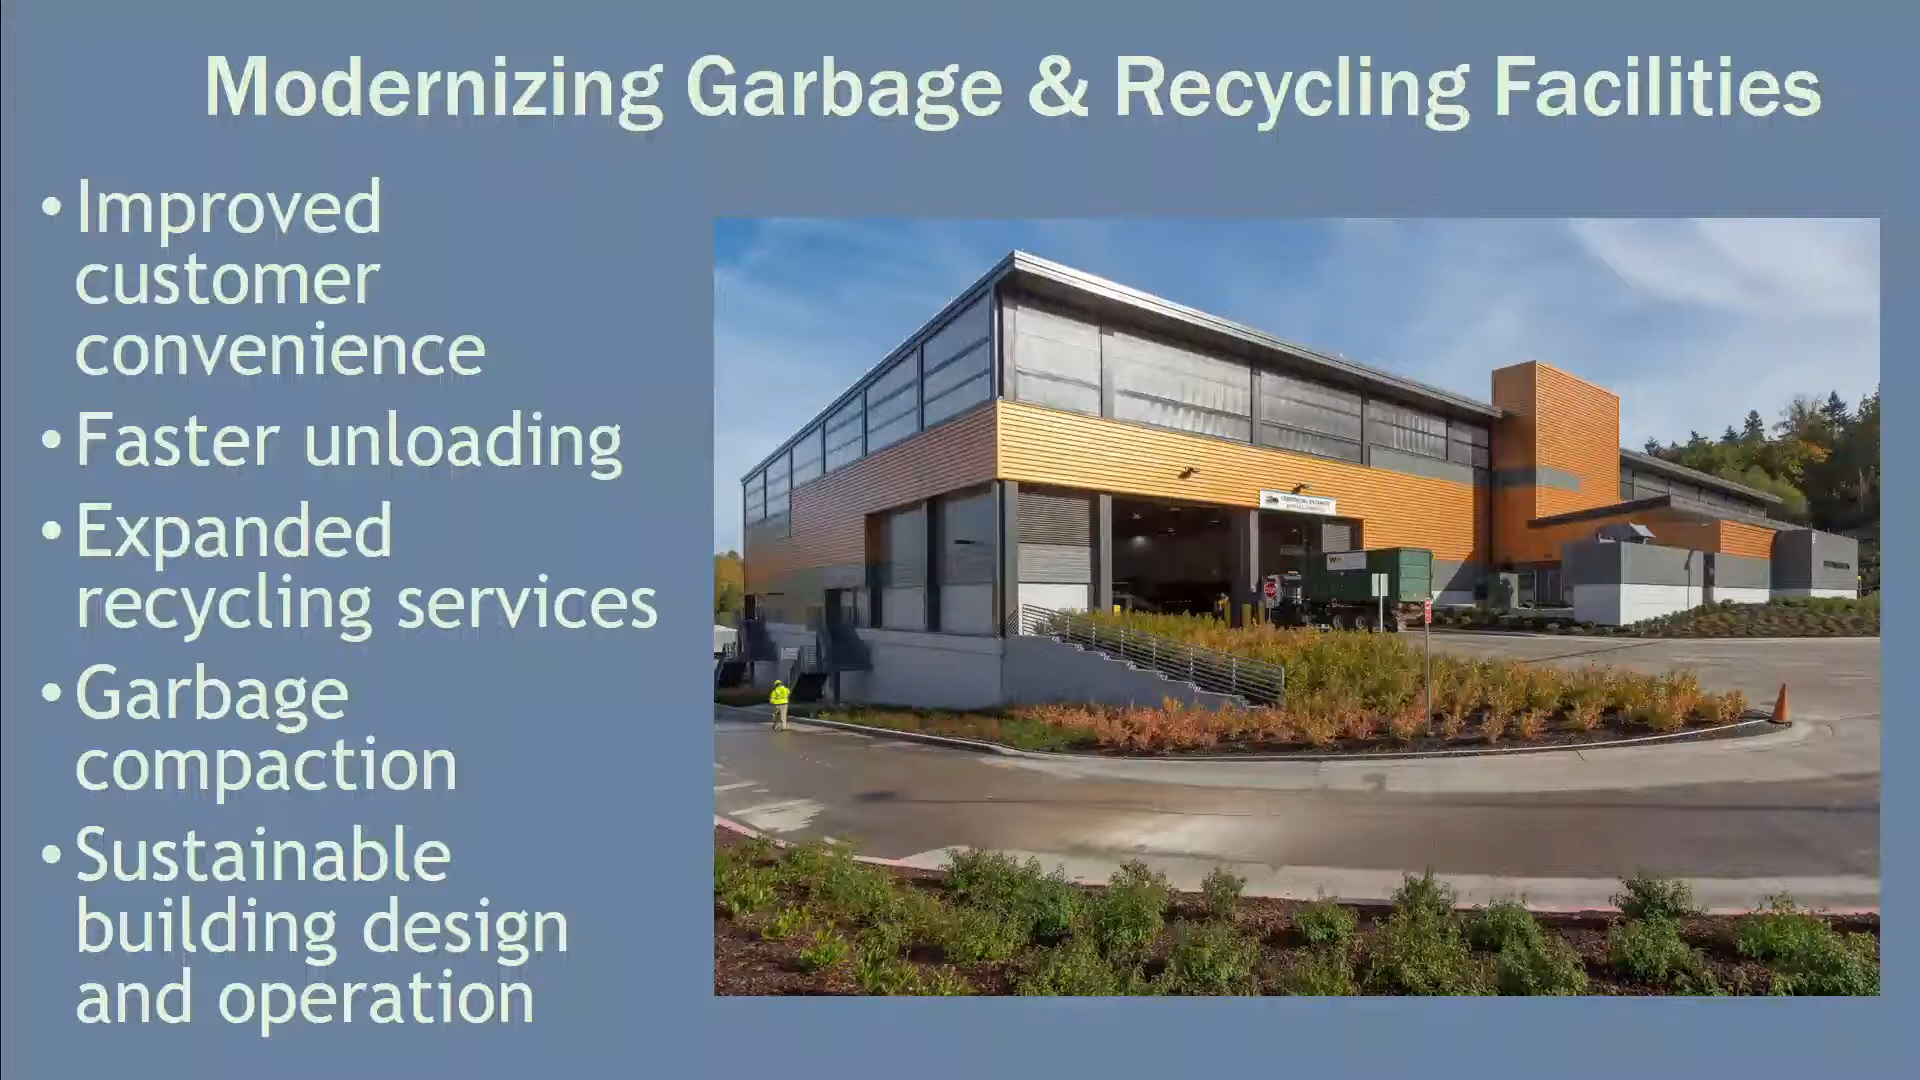 Modernizing Garbage & Recycling Facilities
• Improved
customer
convenience
• Faster unloading
• Expanded
recycling services
• Garbage
compaction
• Sustainable
building design
and operation
STOP